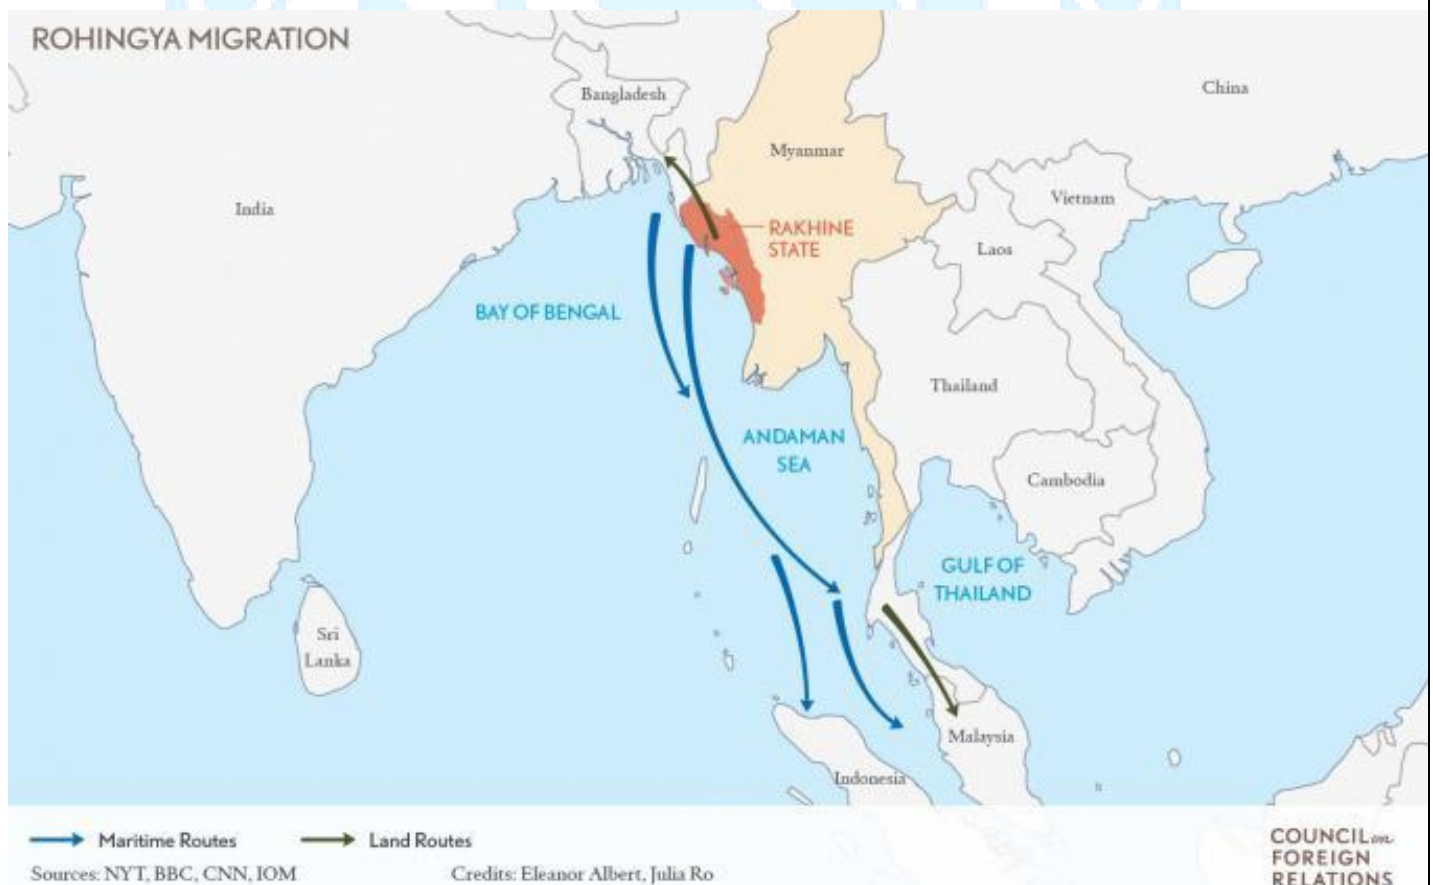 ROHINGYA MIGRATION
China
Bangladesh
Myanmar
Vietnam
India
RAKHINE
STATE
Laos
BAY OF BENGAL
Thailand
ANDAMAN
SEA
Cambodia
GULF OF
THAILAND
Sri
Lanka
Malaysia
Indonesia
Maritime Routes
Land Routes
COUNCIL on
FOREIGN
RELATIONS
Sources: NYT, BBC, CNN, IOM
Credits: Eleanor Albert, Julia Ro